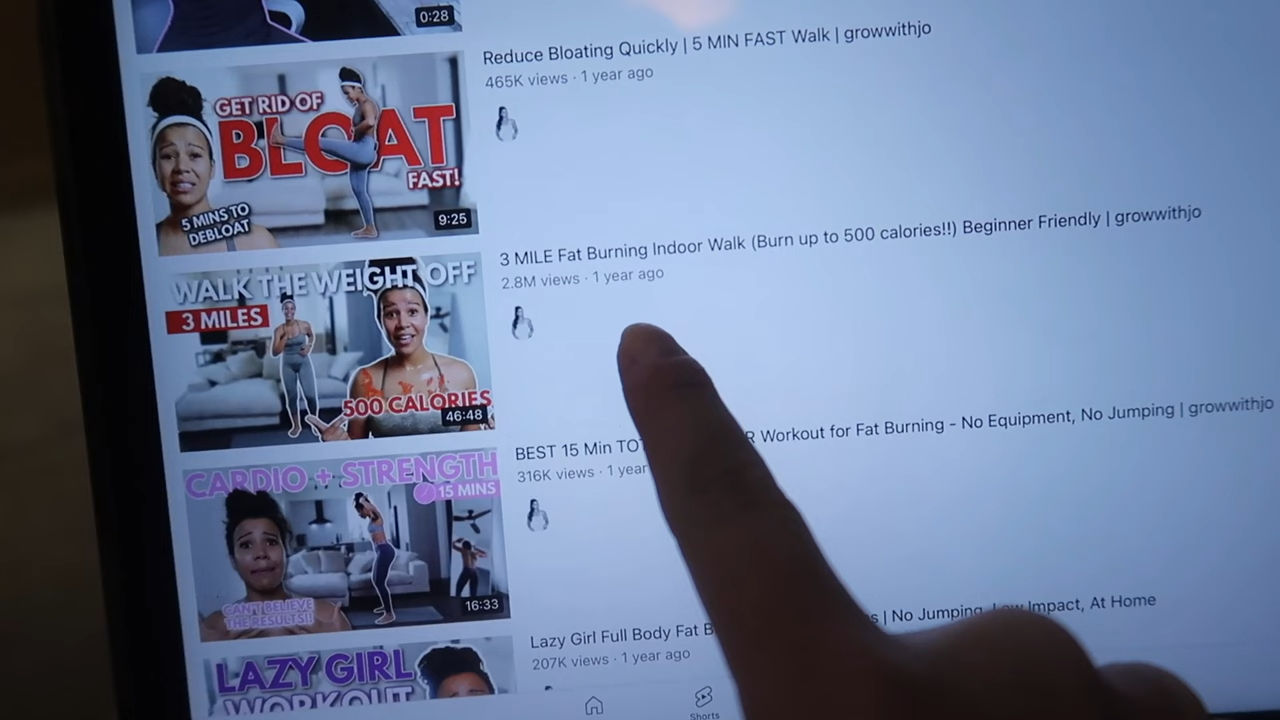 0:28
Reduce Bloating Quickly | 5 MIN FAST Walk | growwithjo
465K views · 1 year ago
GET RID OF
BLOAT
FAST!
5 MINS TO
DEBLOAT
9:25
3 MILE Fat Burning Indoor Walk (Burn up to 500 calories!!) Beginner Friendly | growwithjo
2.8M views · 1 year ago
WALK THE WEIGHT OFF
3 MILES
500 CALORIES
46:48
BEST 15 Min TO R Workout for Fat Burning - No Equipment, No Jumping | growwithjo
316K views · 1 year
CARDIO + STRENGTH
15 MINS
CAN'T BELIEVE
THE RESULTS!!
16:33
Lazy Girl Full Body Fat B s | No Jumping, Low Impact, At Home
207K views · 1 year ago
LAZY GIRL
WORKOUT
Shorts